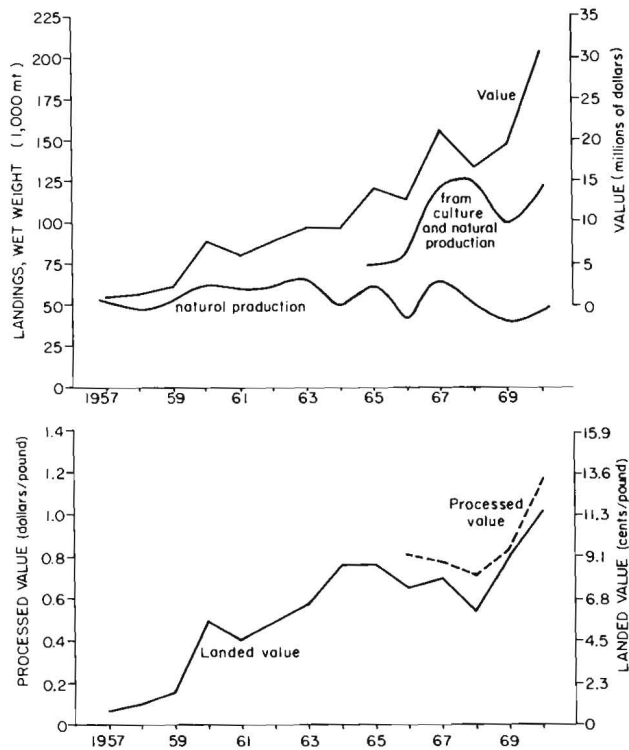 LANDINGS, WET WEIGHT (1,000 mt)
225
200
175
150
125
100
75
50
25
0
35
30
25
20
15
10
5
0
VALUE (millions of dollars)
Value
fram
culture
and natural
production
natural production
1957 59 61 63 65 67 69
PROCESSED VALUE (dollars/pound)
1.4
1.2
1.0
0.8
0.6
0.4
0.2
0
15.9
13.6
11.3
9.1
6.8
4.5
2.3
0
LANDED VALUE (cents/pound)
Processed
value
Landed value
1957 59 61 63 65 67 69